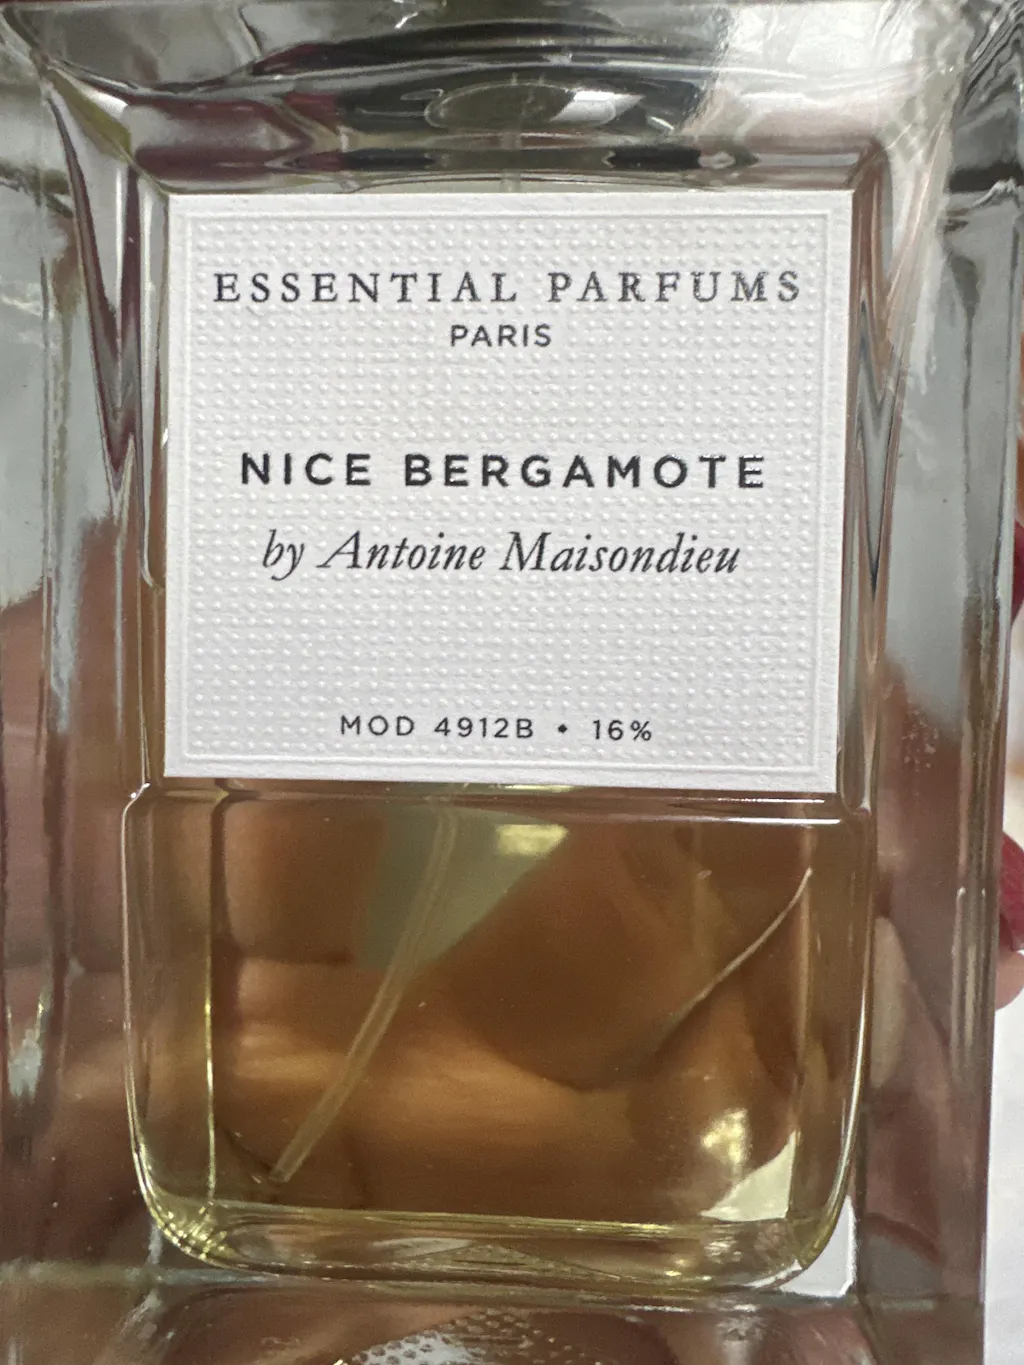 ESSENTIAL PARFUMS
PARIS
NICE BERGAMOTE
by Antoine Maisondieu
MOD 4912B • 16%